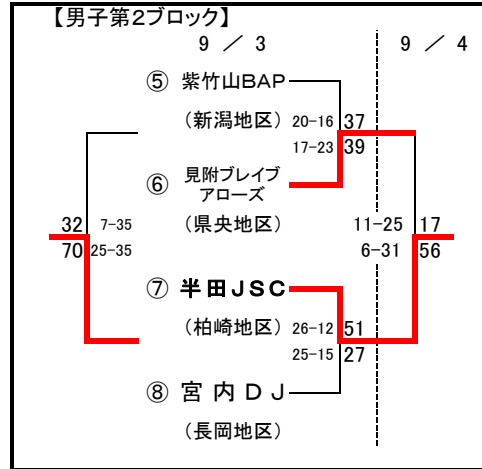 【男子第2ブロック】
9 / 3
9 / 4
⑤ 紫竹山BAP
(新潟地区) 20-16 37
17-23 39
⑥ 見附ブレイブ
アローズ
(県央地区)
32 7-35
70 25-35
11-25 17
6-31 56
⑦ 半田JSC
(柏崎地区) 26-12 51
25-15 27
⑧ 宮内DJ
(長岡地区)